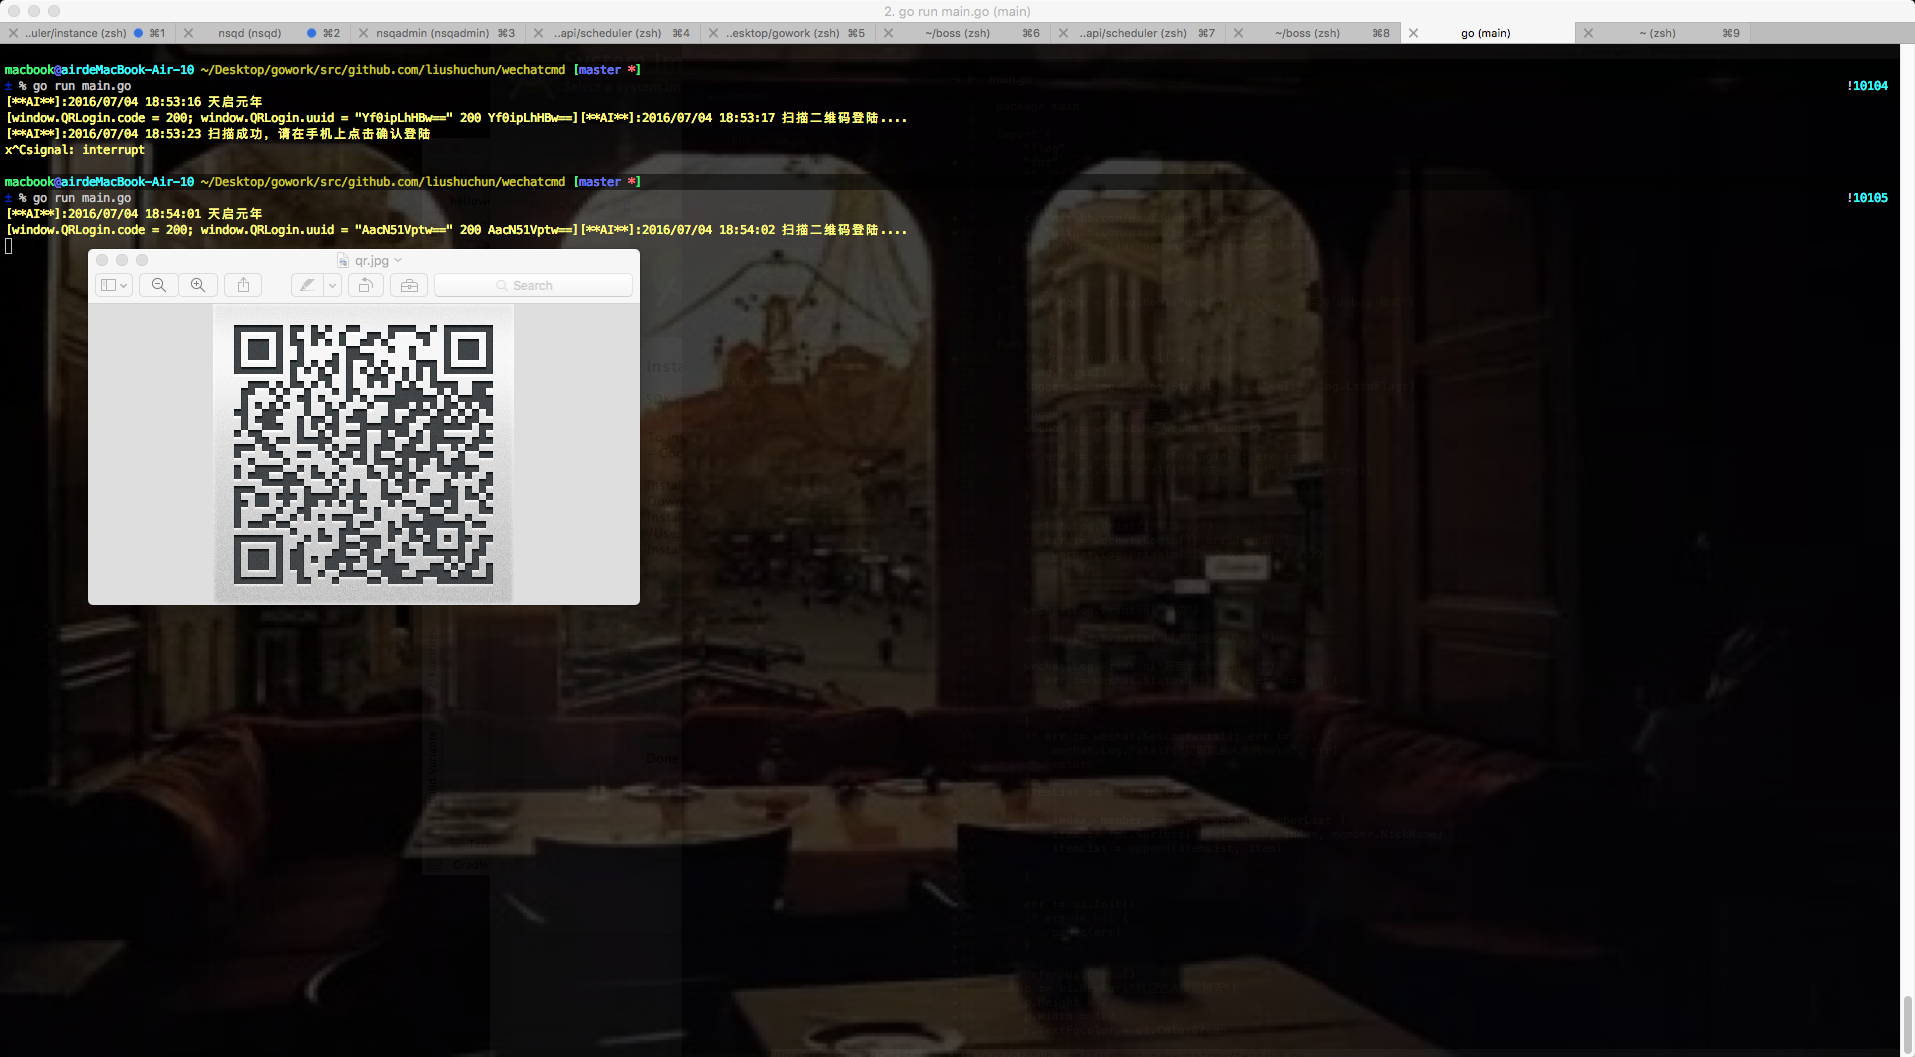 2. go run main.go (main)
..uler/instance (zsh) ⌘1 nsqd (nsqd) ⌘2 nsqadmin (nsqadmin) ⌘3 ..api/scheduler (zsh) ⌘4 ..esktop/gowork (zsh) ⌘5 ~/boss (zsh) ⌘6 ..api/scheduler (zsh) ⌘7 ~/boss (zsh) ⌘8 go (main) ~ (zsh) ⌘9
macbook@airdeMacBook-Air-10 ~/Desktop/gowork/src/github.com/liushuchun/wechatcmd [master *]
± % go run main.go !10104
[**AI**]:2016/07/04 18:53:16 天启元年
[window.QRLogin.code = 200; window.QRLogin.uuid = "Yf0ipLhHBw==" 200 Yf0ipLhHBw==][**AI**]:2016/07/04 18:53:17 扫描二维码登陆....
[**AI**]:2016/07/04 18:53:23 扫描成功，请在手机上点击确认登陆
x^Csignal: interrupt
macbook@airdeMacBook-Air-10 ~/Desktop/gowork/src/github.com/liushuchun/wechatcmd [master *]
± % go run main.go !10105
[**AI**]:2016/07/04 18:54:01 天启元年
[window.QRLogin.code = 200; window.QRLogin.uuid = "AacN51Vptw==" 200 AacN51Vptw==][**AI**]:2016/07/04 18:54:02 扫描二维码登陆....
qr.jpg
Search
Done